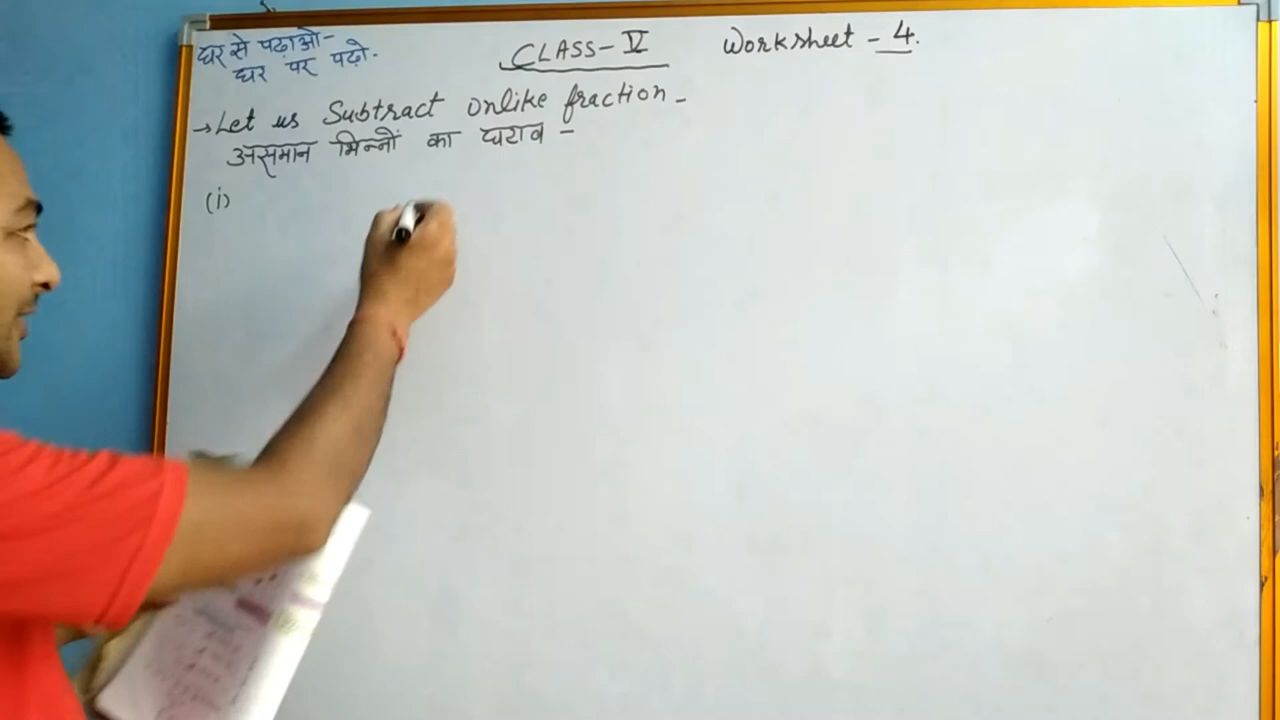 घर से पढ़ाओ-
घर पर पढ़ो.
CLASS-V
Worksheet - 4.
→Let us Subtract Unlike fraction-
असमान भिन्नों का घटाव -
(i)